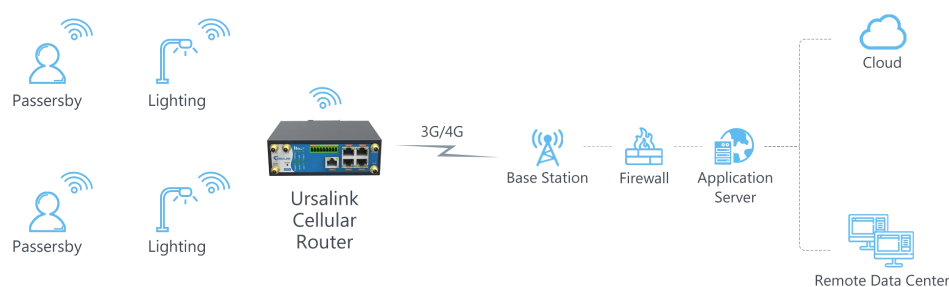 Passersby
Lighting
Passersby
Lighting
Ursalink
Cellular
Router
3G/4G
Base Station
Firewall
Application
Server
Cloud
Remote Data Center